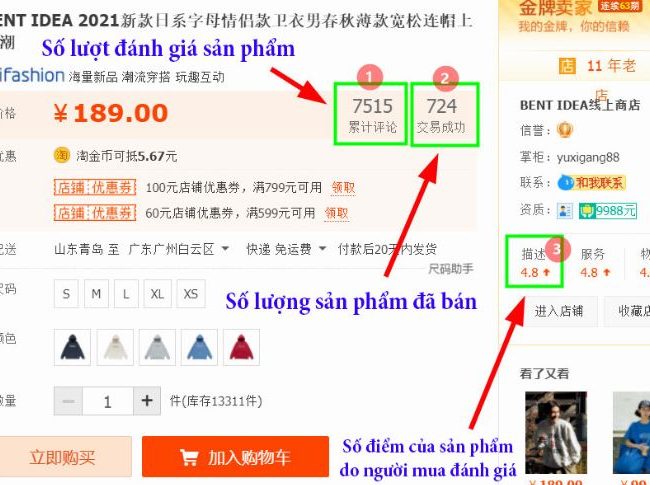 ENT IDEA 2021新款日系字母情侣款卫衣男春秋薄款宽松连帽上
潮
Số lượt đánh giá sản phẩm
ifashion 海量新品 潮流穿搭 玩趣互动
1
2
价格
¥189.00
7515
累计评论
724
交易成功
优惠
淘 淘金币可抵5.67元
店铺 优惠券 100元店铺优惠券，满799元可用 领取
店铺 优惠券 60元店铺优惠券，满599元可用 领取
配送
山东青岛 至 广东广州白云区 快递 免运费 付款后20天内发货
尺码助手
尺码
S M L XL XS
Số lượng sản phẩm đã bán
颜色
数量
1
件(库存13311件)
立即购买
加入购物车
Số điểm của sản phẩm
do người mua đánh giá
金牌卖家 连续63期
我的金牌，你的信赖
店 11 年老
店
BENT IDEA线上商店
信誉：
掌柜：yuxigang88
联系：和我联系
资质：9988元
描述
3
服务
4.8
4.8
进入店铺
收藏店
看了又看
¥189.00